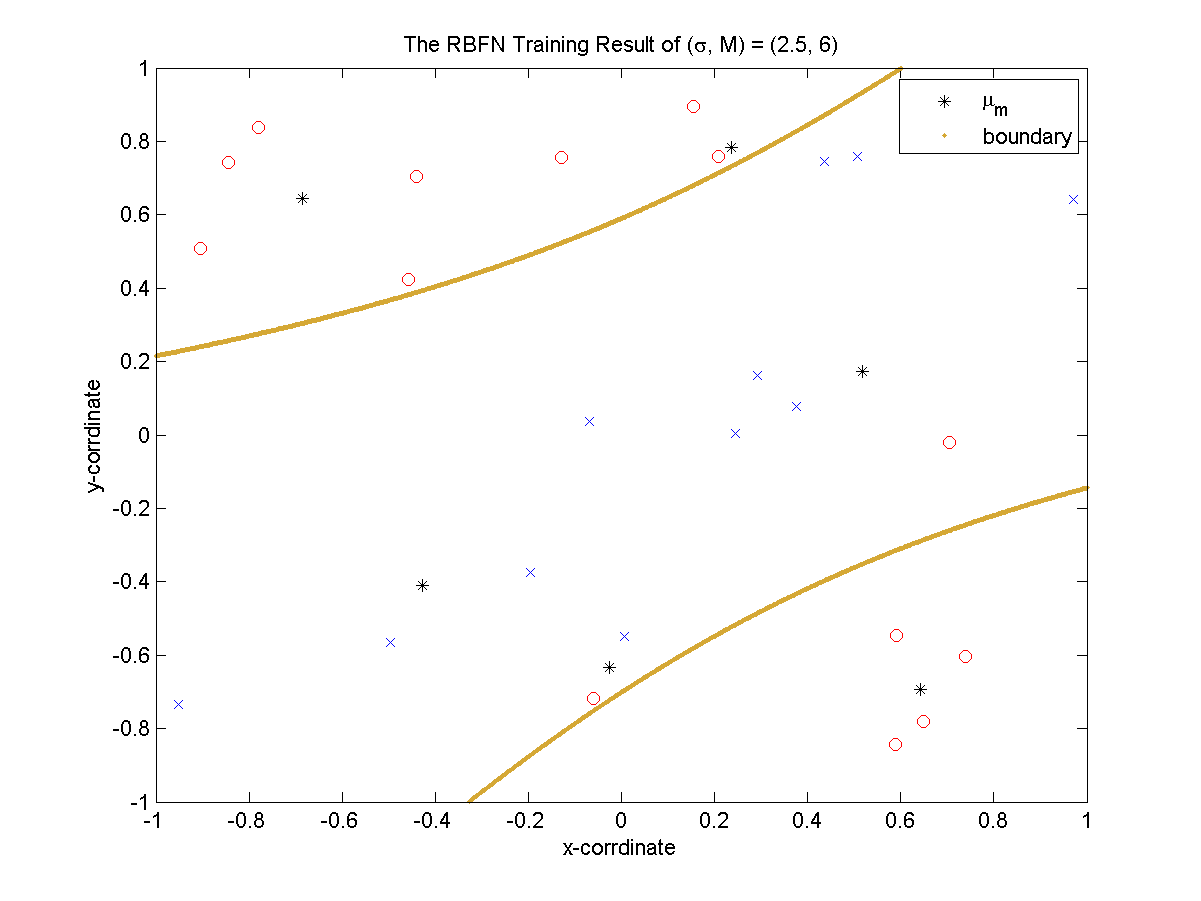 The RBFN Training Result of (σ, M) = (2.5, 6)
μm
boundary
1
0.8
0.6
0.4
0.2
0
-0.2
-0.4
-0.6
-0.8
-1
y-corrdinate
-1 -0.8 -0.6 -0.4 -0.2 0 0.2 0.4 0.6 0.8 1
x-corrdinate